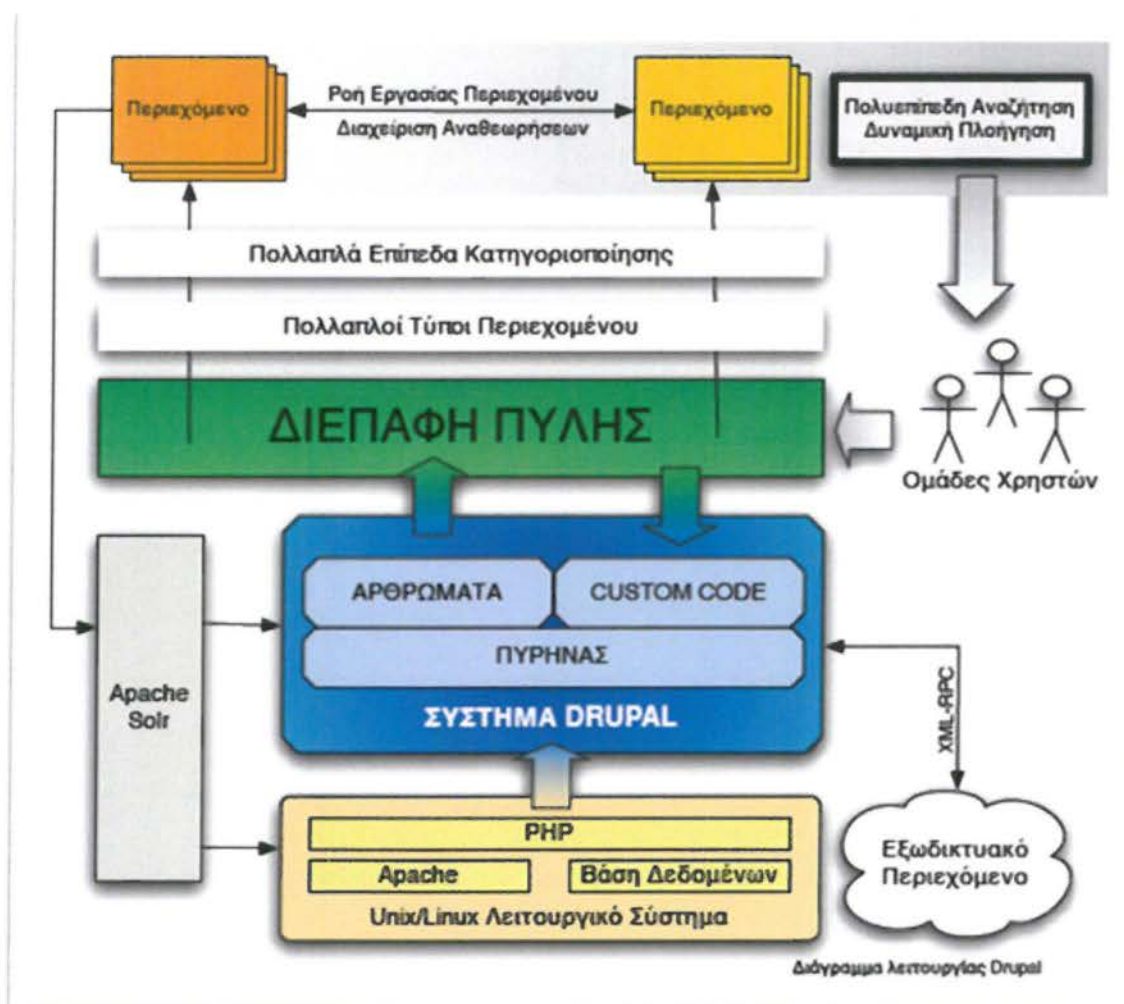 Περιεχόμενο
Ροή Εργασίας Περιεχομένου
Διαχείριση Αναθεωρήσεων
Περιεχόμενο
Πολυεπίπεδη Αναζήτηση
Δυναμική Πλοήγηση
Πολλαπλά Επίπεδα Κατηγοριοποίησης
Πολλαπλοί Τύποι Περιεχομένου
ΔΙΕΠΑΦΗ ΠΥΛΗΣ
Ομάδες Χρηστών
ΑΡΘΡΩΜΑΤΑ
CUSTOM CODE
ΠΥΡΗΝΑΣ
ΣΥΣΤΗΜΑ DRUPAL
Apache
Solr
XML-RPC
PHP
Apache
Βάση Δεδομένων
Unix/Linux Λειτουργικό Σύστημα
Εξωδικτυακό
Περιεχόμενο
Διάγραμμα λειτουργίας Drupal